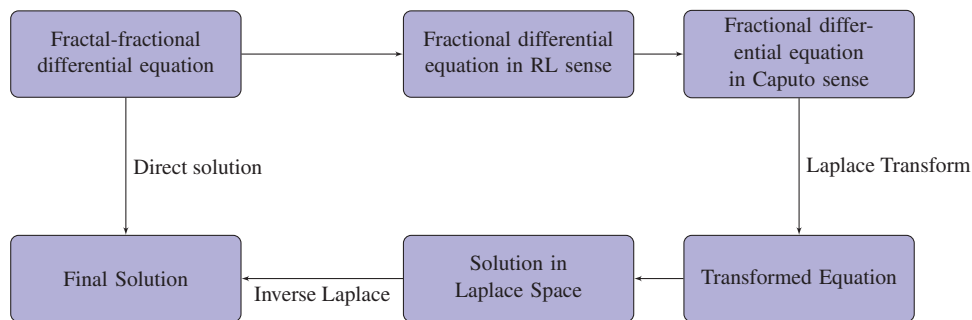 Fractal-fractional
differential equation
Fractional differential
equation in RL sense
Fractional differ-
ential equation
in Caputo sense
Direct solution
Laplace Transform
Final Solution
Inverse Laplace
Solution in
Laplace Space
Transformed Equation